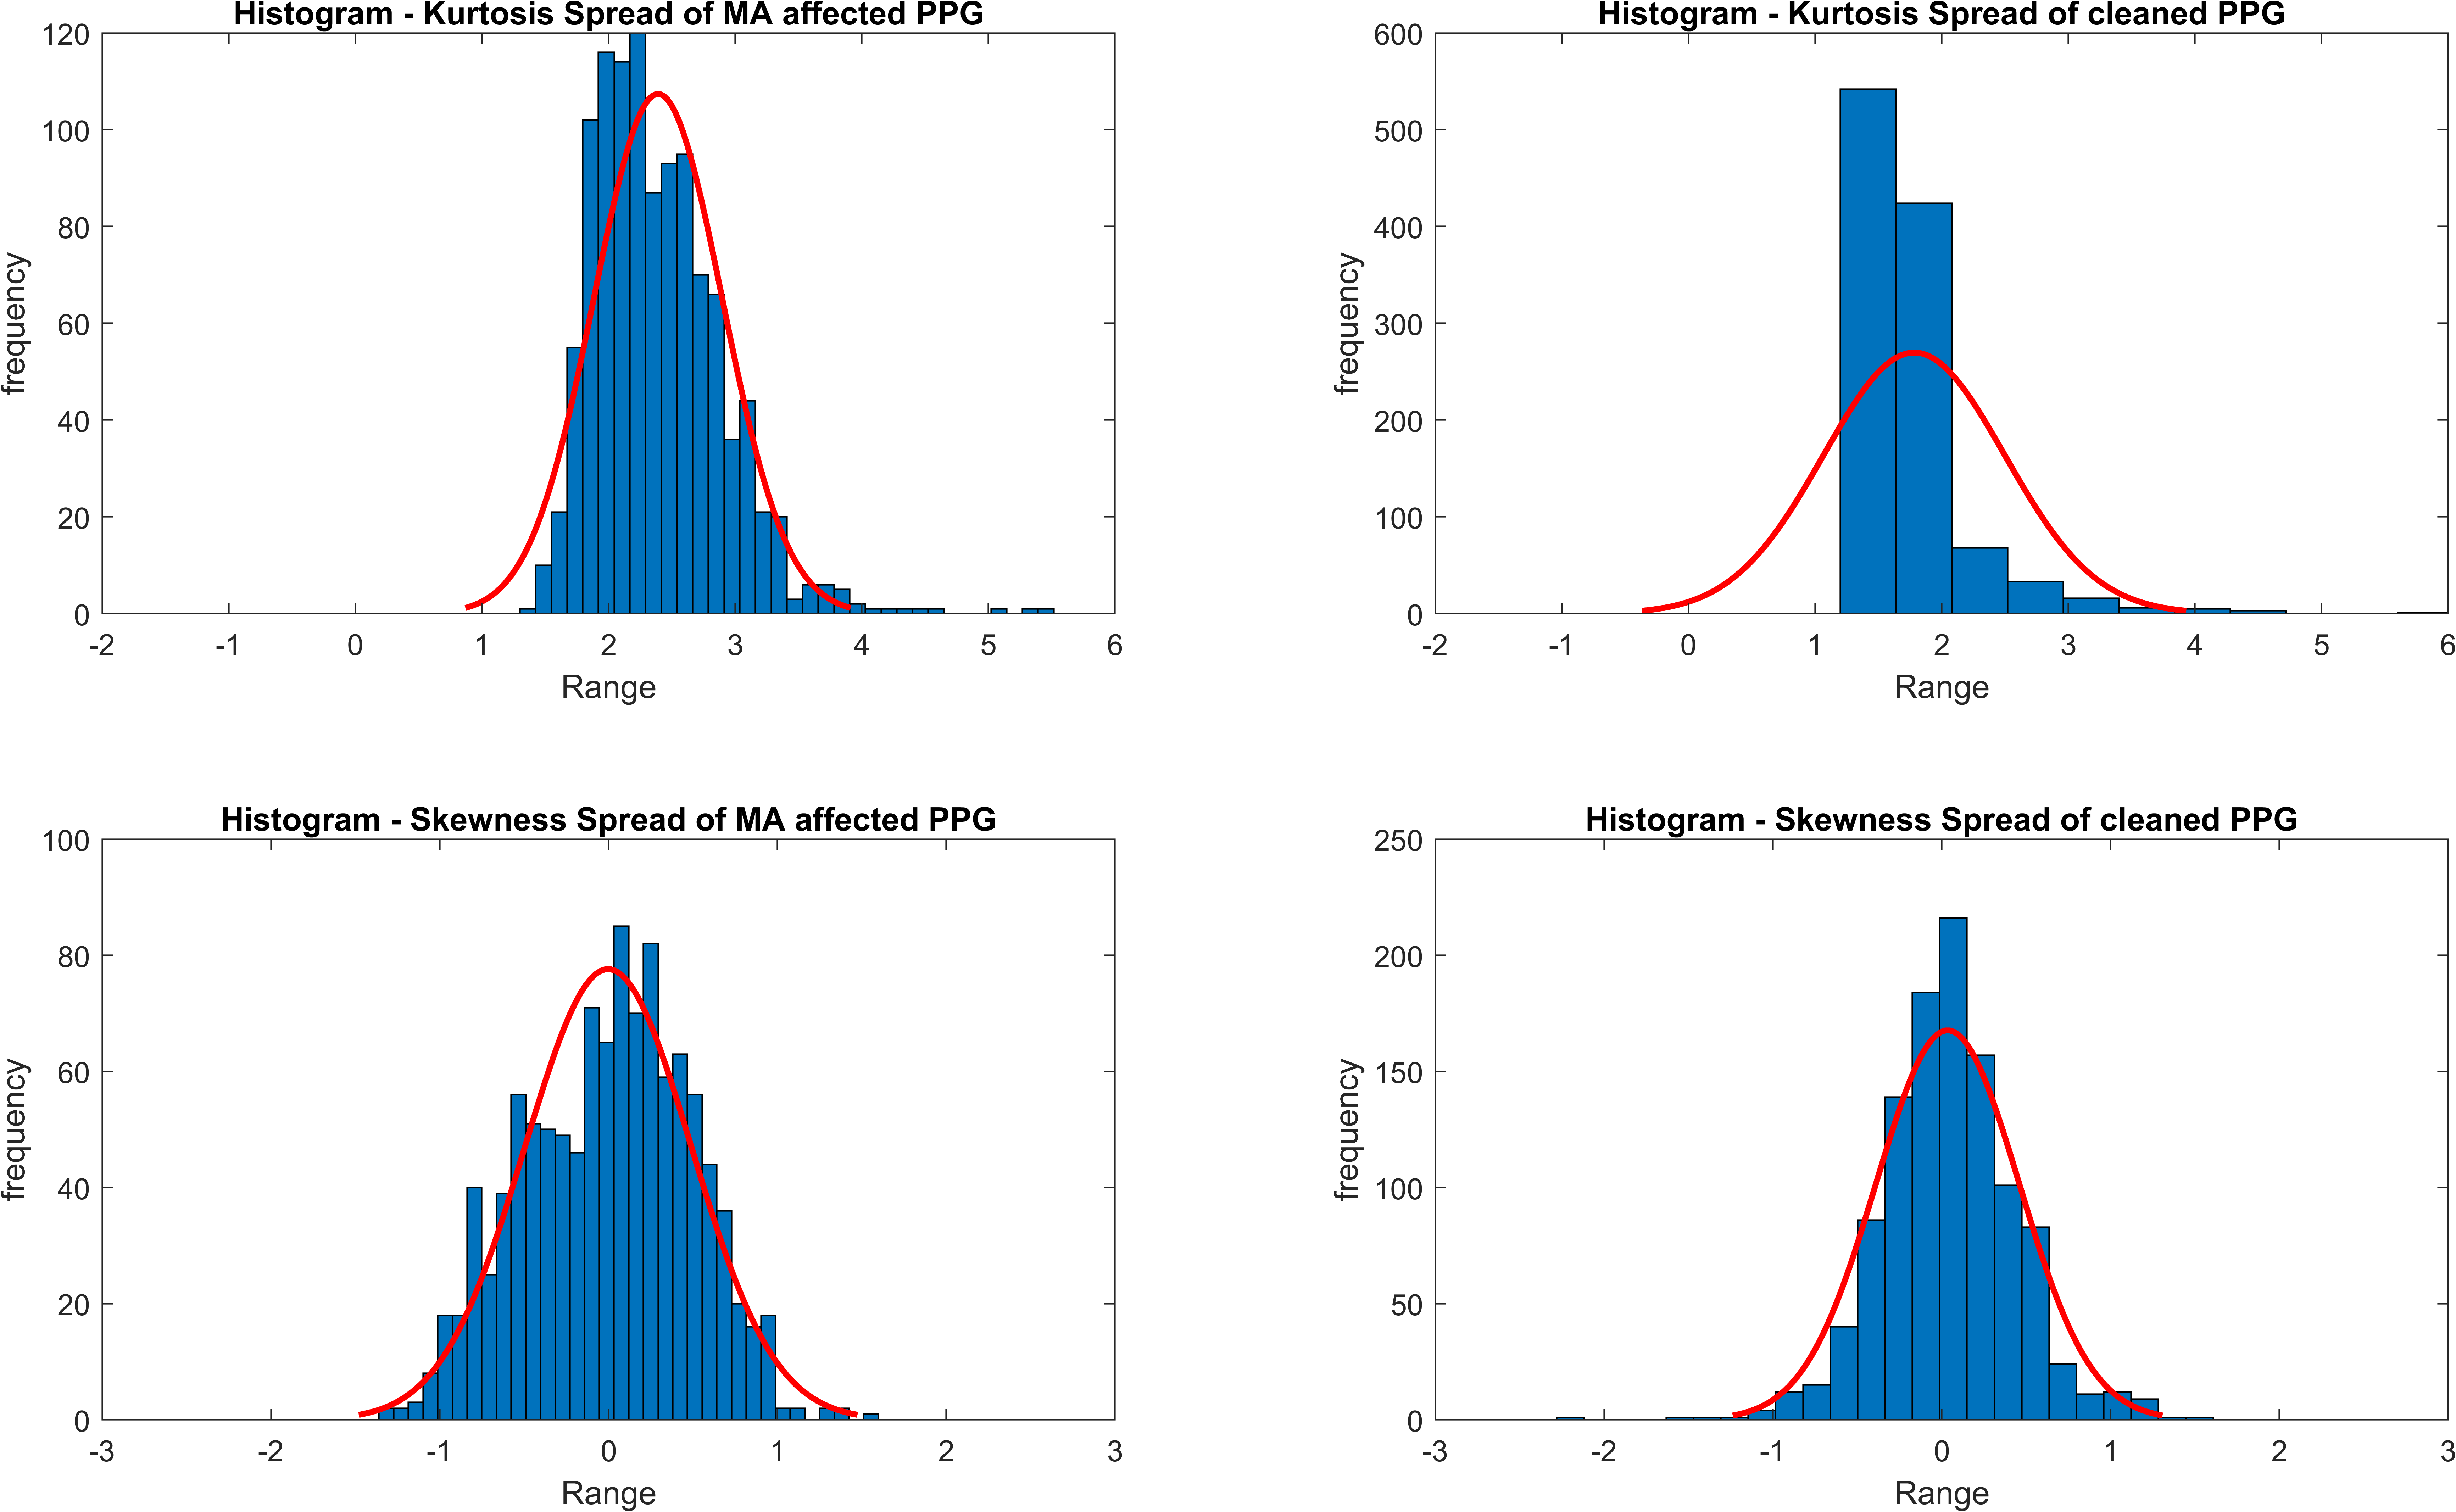 Histogram - Kurtosis Spread of MA affected PPG
120
100
80
60
40
20
0
frequency
-2 -1 0 1 2 3 4 5 6
Range
Histogram - Kurtosis Spread of cleaned PPG
600
500
400
300
200
100
0
frequency
-2 -1 0 1 2 3 4 5 6
Range
Histogram - Skewness Spread of MA affected PPG
100
80
60
40
20
0
frequency
-3 -2 -1 0 1 2 3
Range
Histogram - Skewness Spread of cleaned PPG
250
200
150
100
50
0
frequency
-3 -2 -1 0 1 2 3
Range